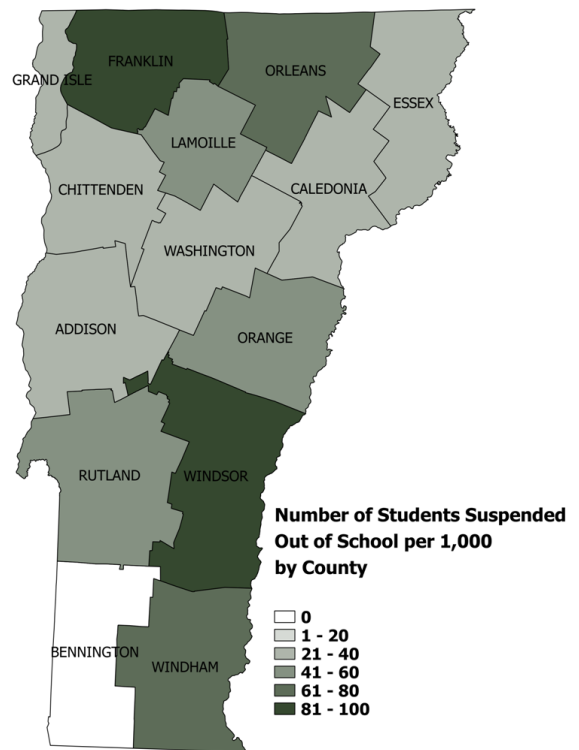 FRANKLIN
ORLEANS
GRAND ISLE
ESSEX
LAMOILLE
CHITTENDEN
CALEDONIA
WASHINGTON
ADDISON
ORANGE
RUTLAND
WINDSOR
Number of Students Suspended
Out of School per 1,000
by County
0
1 - 20
21 - 40
41 - 60
61 - 80
81 - 100
BENNINGTON
WINDHAM